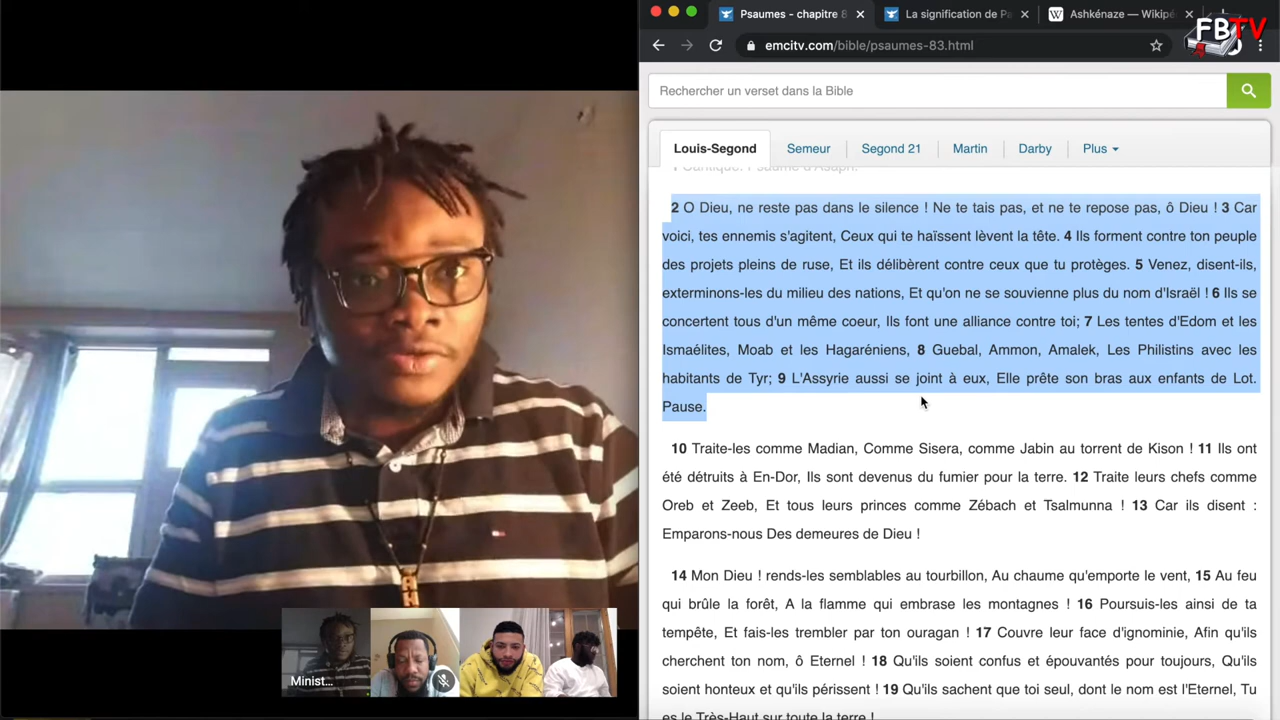 Psaumes - chapitre 8
La signification de Pa
W Ashkénaze — Wikipé
FBTV
emcitv.com/bible/psaumes-83.html
Rechercher un verset dans la Bible
Louis-Segond
Semeur
Segond 21
Martin
Darby
Plus
1 Cantique. Psaume d'Asaph.
2 O Dieu, ne reste pas dans le silence ! Ne te tais pas, et ne te repose pas, ô Dieu ! 3 Car
voici, tes ennemis s'agitent, Ceux qui te haïssent lèvent la tête. 4 Ils forment contre ton peuple
des projets pleins de ruse, Et ils délibèrent contre ceux que tu protèges. 5 Venez, disent-ils,
exterminons-les du milieu des nations, Et qu'on ne se souvienne plus du nom d'Israël ! 6 Ils se
concertent tous d'un même coeur, Ils font une alliance contre toi; 7 Les tentes d'Edom et les
Ismaélites, Moab et les Hagaréniens, 8 Guebal, Ammon, Amalek, Les Philistins avec les
habitants de Tyr; 9 L'Assyrie aussi se joint à eux, Elle prête son bras aux enfants de Lot.
Pause.
10 Traite-les comme Madian, Comme Sisera, comme Jabin au torrent de Kison ! 11 Ils ont
été détruits à En-Dor, Ils sont devenus du fumier pour la terre. 12 Traite leurs chefs comme
Oreb et Zeeb, Et tous leurs princes comme Zébach et Tsalmunna ! 13 Car ils disent :
Emparons-nous Des demeures de Dieu !
14 Mon Dieu ! rends-les semblables au tourbillon, Au chaume qu'emporte le vent, 15 Au feu
qui brûle la forêt, A la flamme qui embrase les montagnes ! 16 Poursuis-les ainsi de ta
tempête, Et fais-les trembler par ton ouragan ! 17 Couvre leur face d'ignominie, Afin qu'ils
cherchent ton nom, ô Eternel ! 18 Qu'ils soient confus et épouvantés pour toujours, Qu'ils
soient honteux et qu'ils périssent ! 19 Qu'ils sachent que toi seul, dont le nom est l'Eternel, Tu
es le Très-Haut sur toute la terre !
Minist...